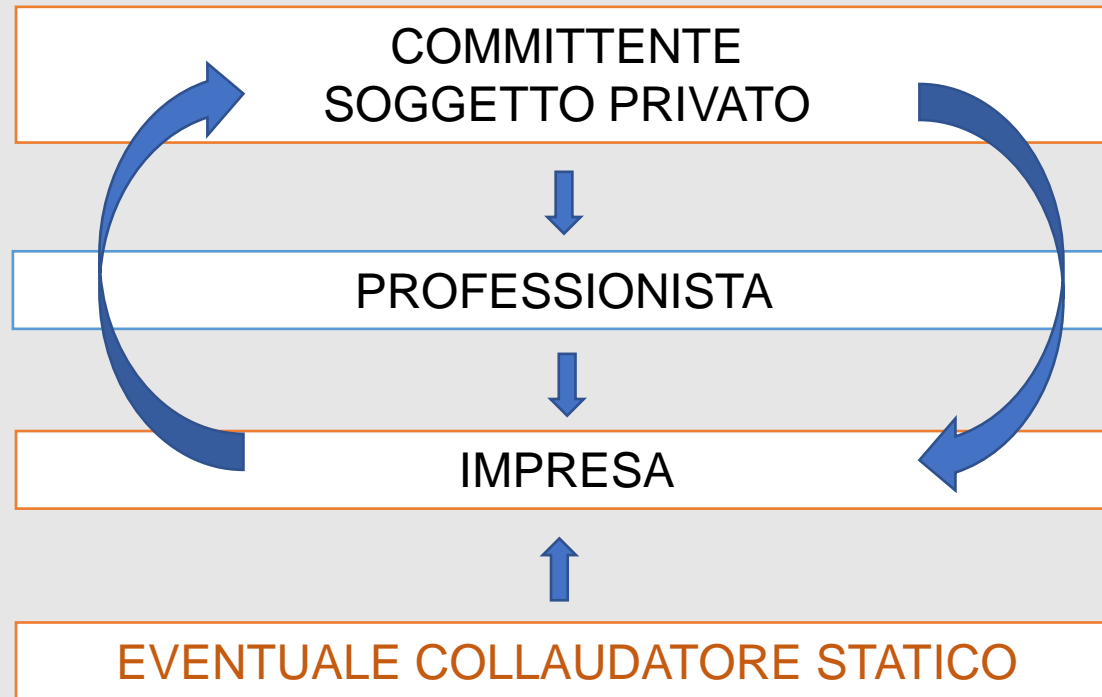 COMMITTENTE
SOGGETTO PRIVATO
PROFESSIONISTA
IMPRESA
EVENTUALE COLLAUDATORE STATICO